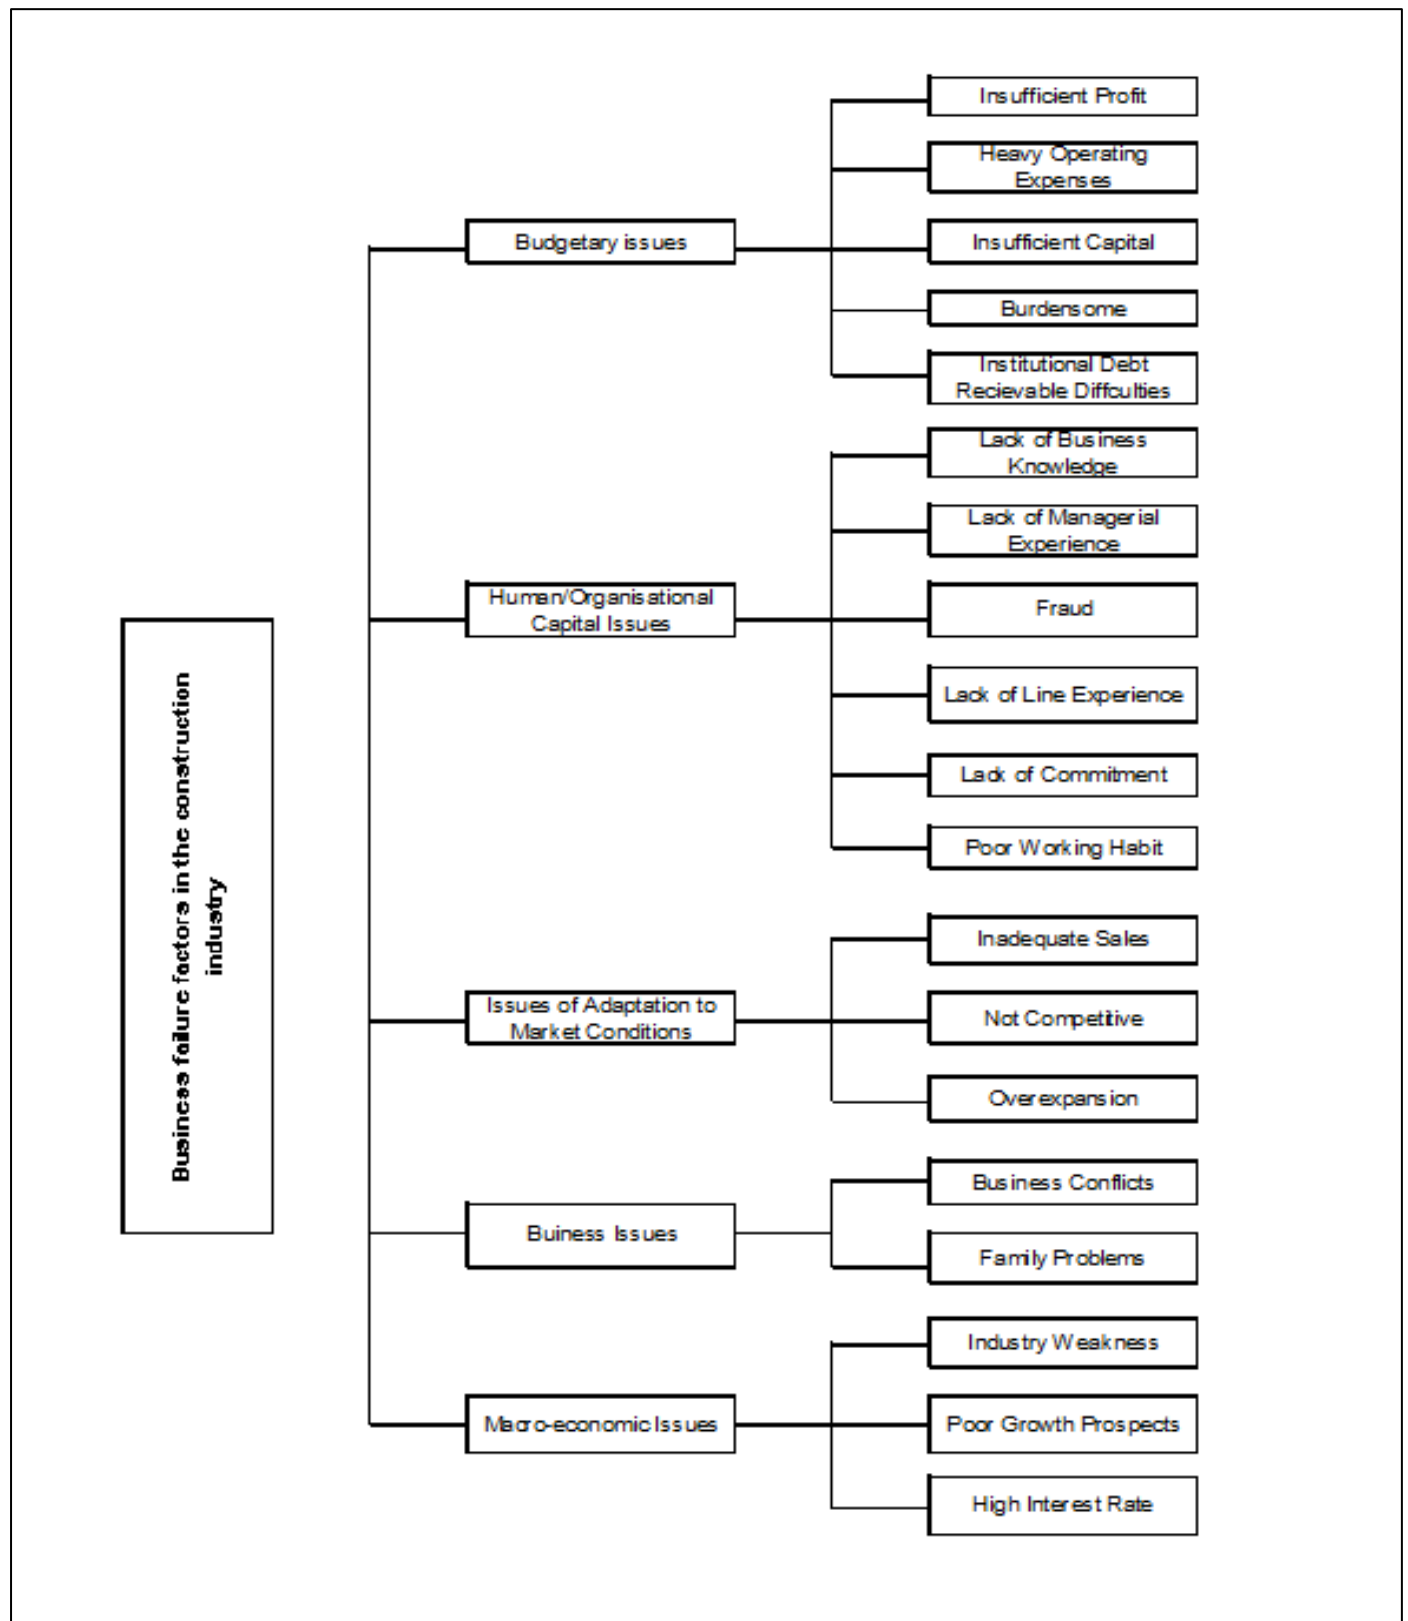 Business failure factors in the construction
industry
Budgetary issues
Insufficient Profit
Heavy Operating
Expenses
Insufficient Capital
Burdensome
Institutional Debt
Recievable Diffculties
Human/Organisational
Capital Issues
Lack of Business
Knowledge
Lack of Managerial
Experience
Fraud
Lack of Line Experience
Lack of Commitment
Poor Working Habit
Issues of Adaptation to
Market Conditions
Inadequate Sales
Not Competitive
Overexpansion
Buiness Issues
Business Conflicts
Family Problems
Macro-economic Issues
Industry Weakness
Poor Growth Prospects
High Interest Rate